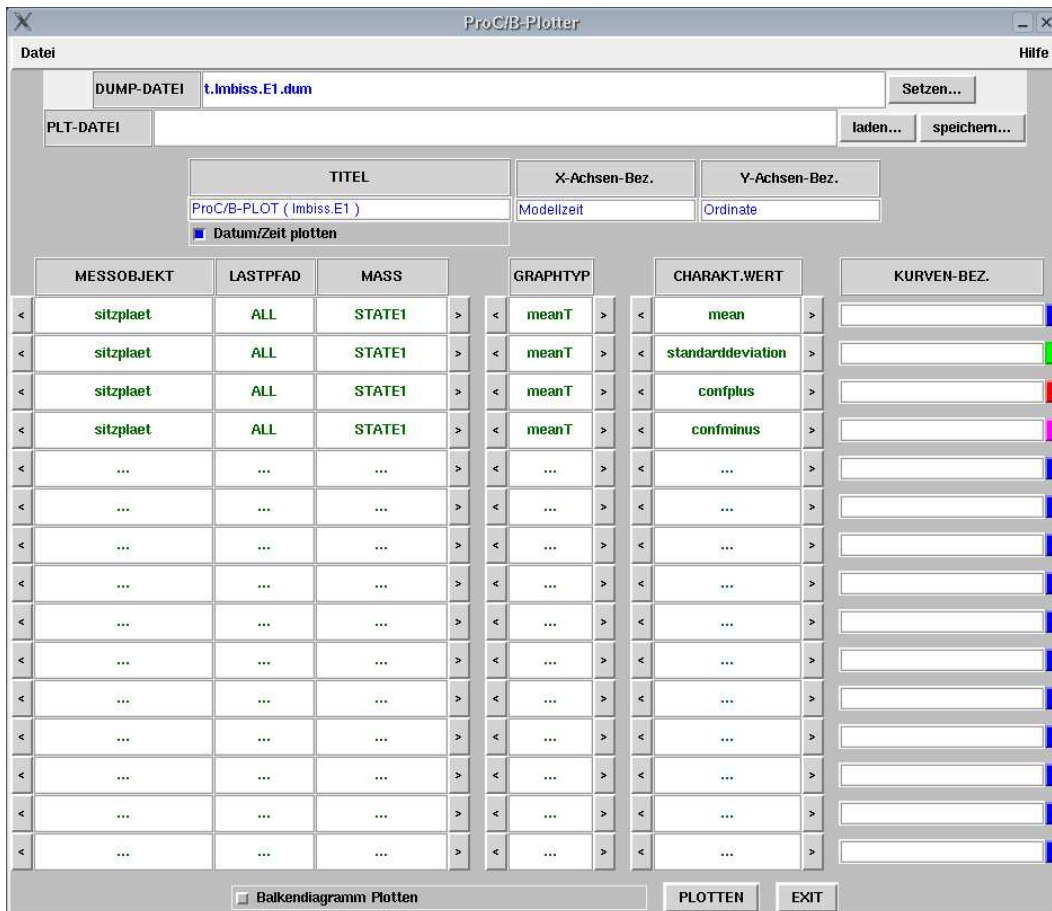 ProC/B-Plotter
Datei Hilfe
DUMP-DATEI t.Imbiss.E1.dum Setzen...
PLT-DATEI laden... speichern...
TITEL X-Achsen-Bez. Y-Achsen-Bez.
ProC/B-PLOT ( Imbiss.E1 ) Modellzeit Ordinate
Datum/Zeit plotten
MESSOBJEKT LASTPFAD MASS GRAPHTYP CHARAKT.WERT KURVEN-BEZ.
< sitzplaet ALL STATE1 > < meanT > < mean >
< sitzplaet ALL STATE1 > < meanT > < standarddeviation >
< sitzplaet ALL STATE1 > < meanT > < confplus >
< sitzplaet ALL STATE1 > < meanT > < confminus >
< ... ... ... > < ... > < ... >
< ... ... ... > < ... > < ... >
< ... ... ... > < ... > < ... >
< ... ... ... > < ... > < ... >
< ... ... ... > < ... > < ... >
< ... ... ... > < ... > < ... >
< ... ... ... > < ... > < ... >
< ... ... ... > < ... > < ... >
< ... ... ... > < ... > < ... >
< ... ... ... > < ... > < ... >
< ... ... ... > < ... > < ... >
Balkendiagramm Plotten PLOTTEN EXIT